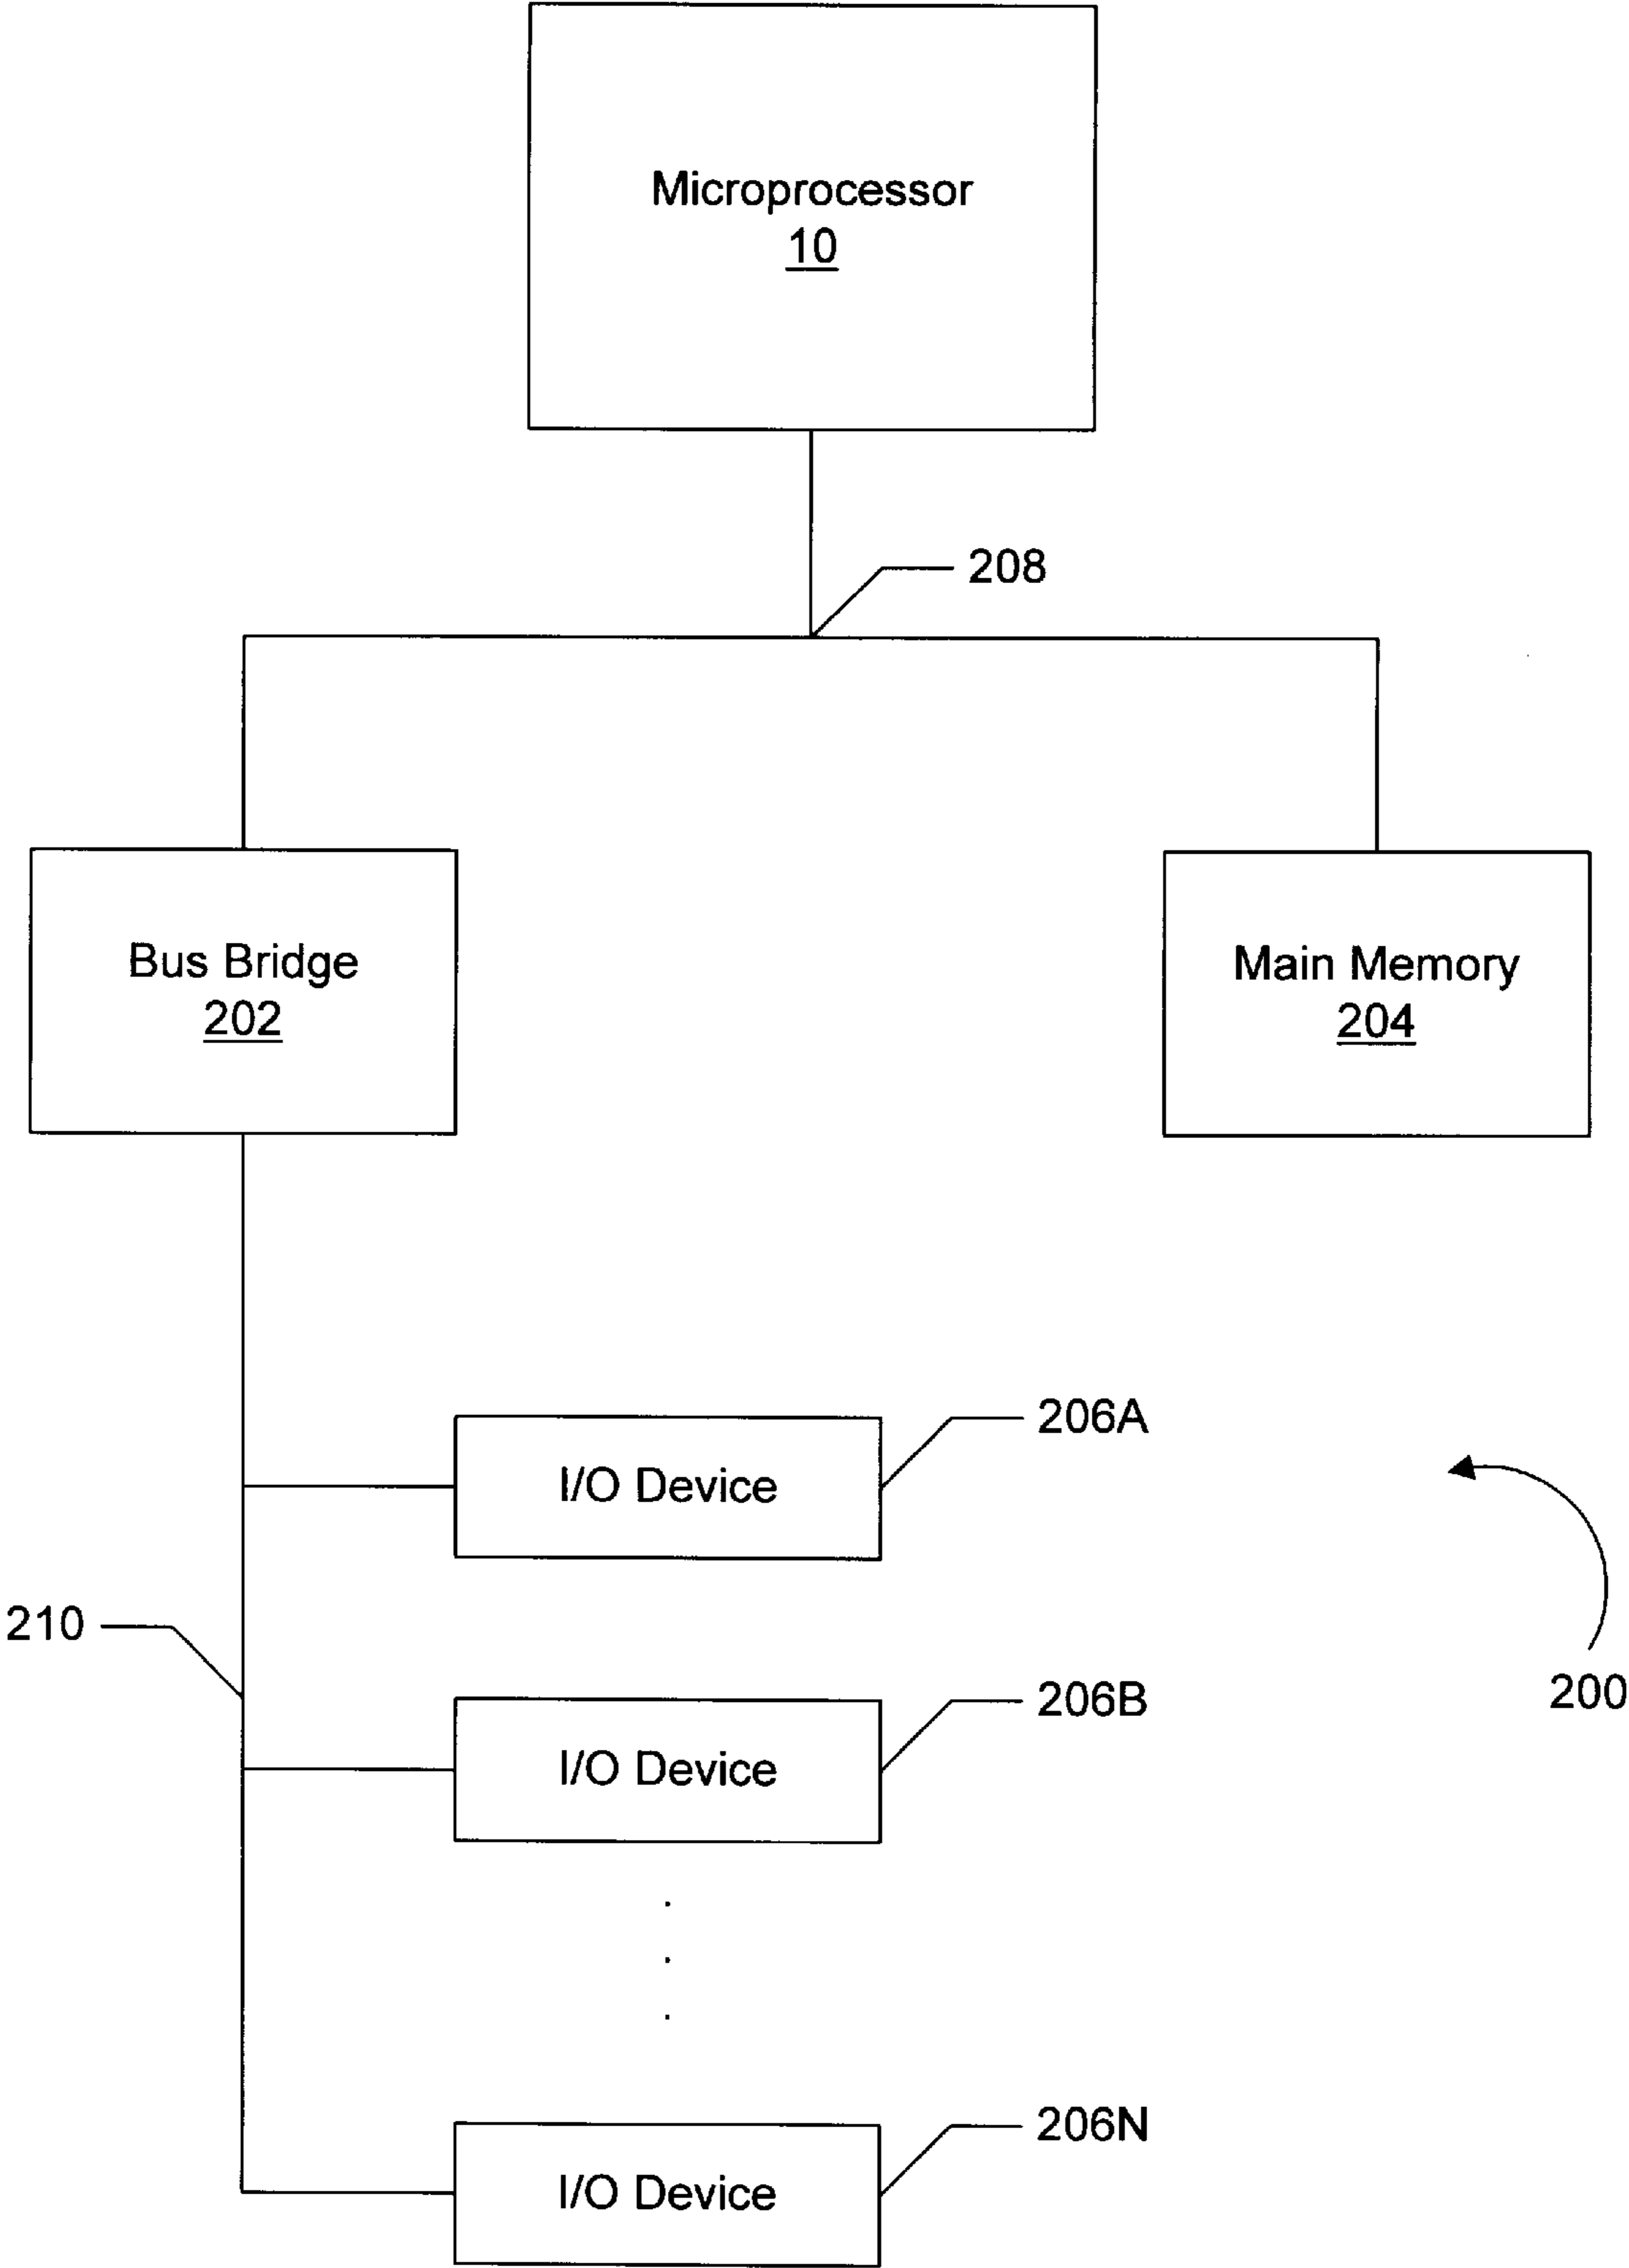 Microprocessor
10
208
Bus Bridge
202
Main Memory
204
206A
I/O Device
210
206B
200
I/O Device
206N
I/O Device